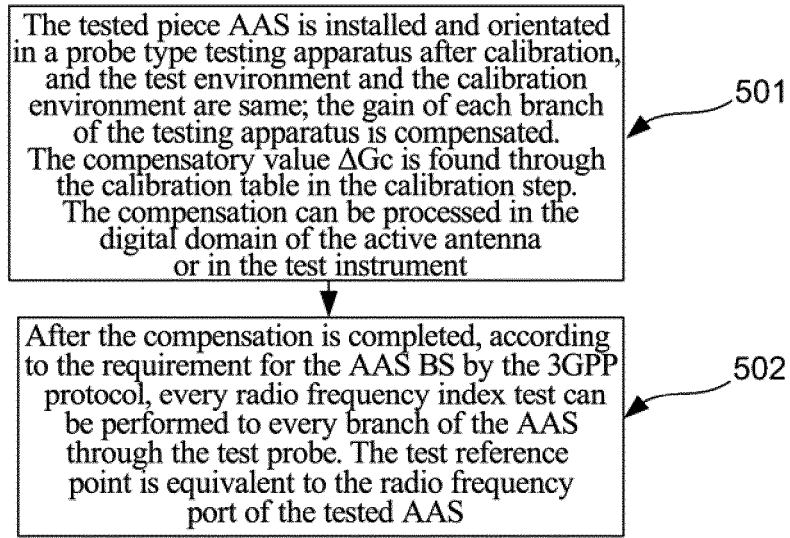 The tested piece AAS is installed and orientated
in a probe type testing apparatus after calibration,
and the test environment and the calibration
environment are same; the gain of each branch
of the testing apparatus is compensated.
The compensatory value ΔGc is found through
the calibration table in the calibration step.
The compensation can be processed in the
digital domain of the active antenna
or in the test instrument
501
After the compensation is completed, according
to the requirement for the AAS BS by the 3GPP
protocol, every radio frequency index test can
be performed to every branch of the AAS
through the test probe. The test reference
point is equivalent to the radio frequency
port of the tested AAS
502